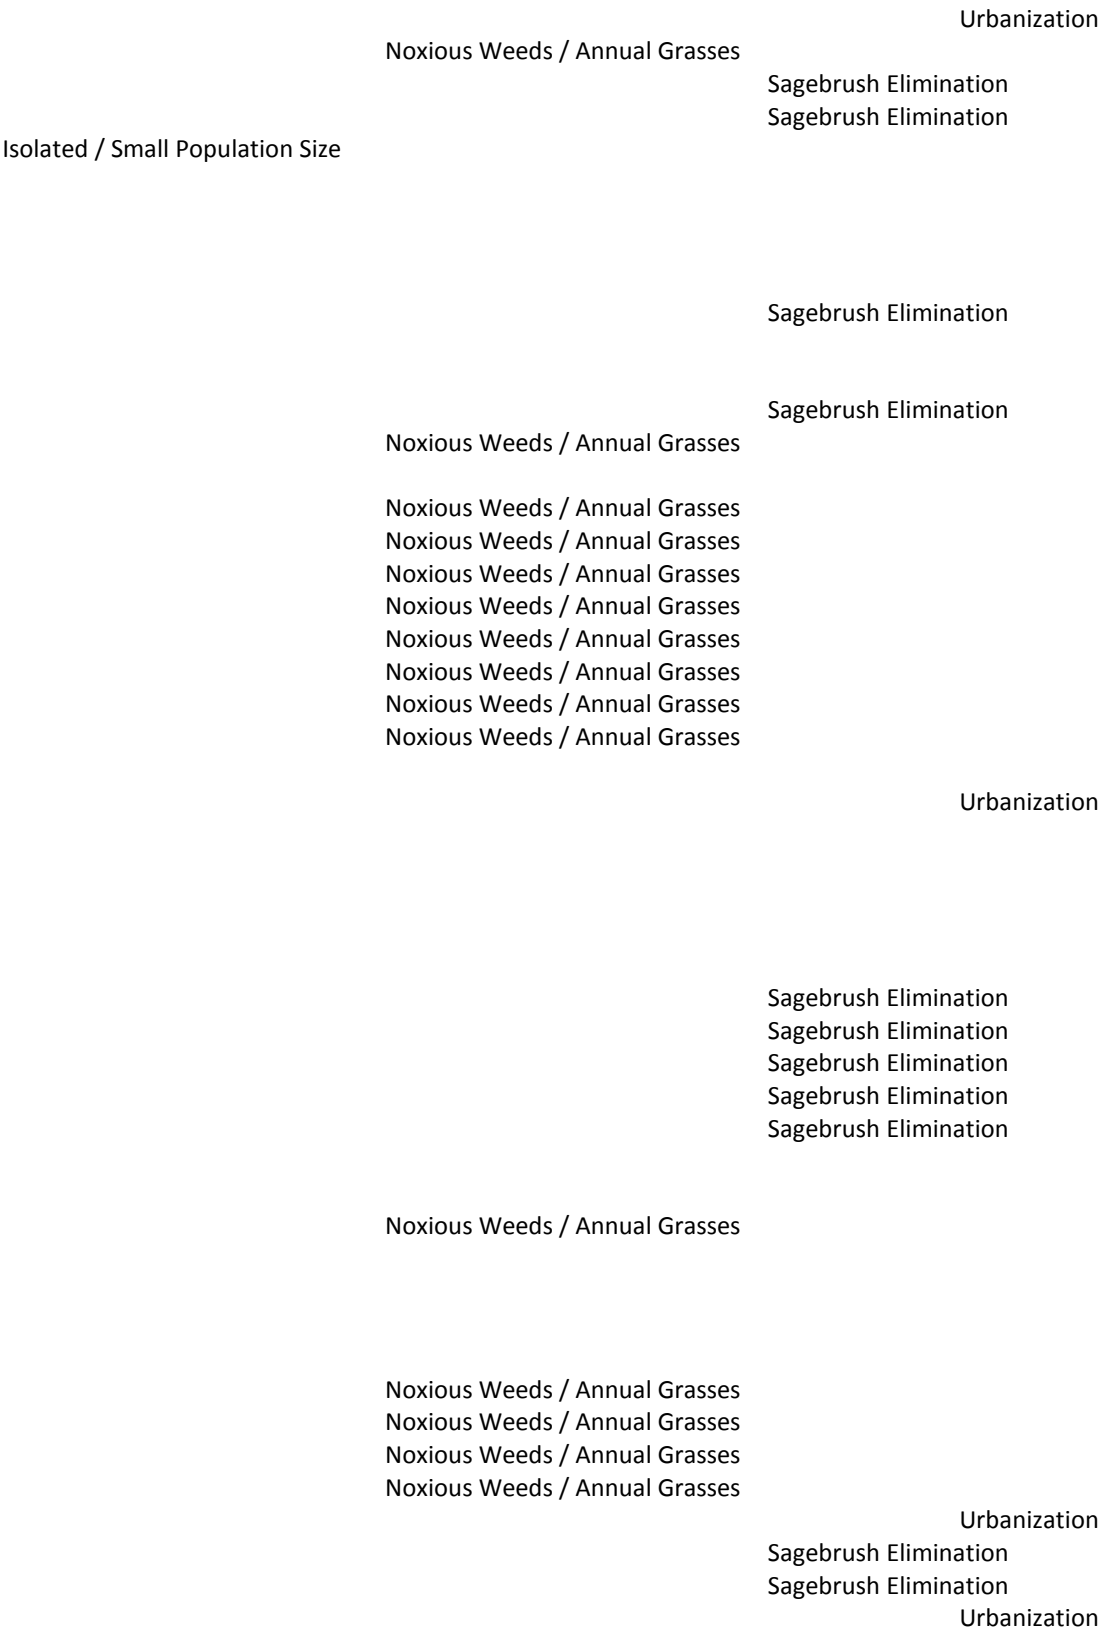 Urbanization
Noxious Weeds / Annual Grasses
Sagebrush Elimination
Sagebrush Elimination
Isolated / Small Population Size
Sagebrush Elimination
Sagebrush Elimination
Noxious Weeds / Annual Grasses
Noxious Weeds / Annual Grasses
Noxious Weeds / Annual Grasses
Noxious Weeds / Annual Grasses
Noxious Weeds / Annual Grasses
Noxious Weeds / Annual Grasses
Noxious Weeds / Annual Grasses
Noxious Weeds / Annual Grasses
Noxious Weeds / Annual Grasses
Urbanization
Sagebrush Elimination
Sagebrush Elimination
Sagebrush Elimination
Sagebrush Elimination
Sagebrush Elimination
Noxious Weeds / Annual Grasses
Noxious Weeds / Annual Grasses
Noxious Weeds / Annual Grasses
Noxious Weeds / Annual Grasses
Noxious Weeds / Annual Grasses
Urbanization
Sagebrush Elimination
Sagebrush Elimination
Urbanization